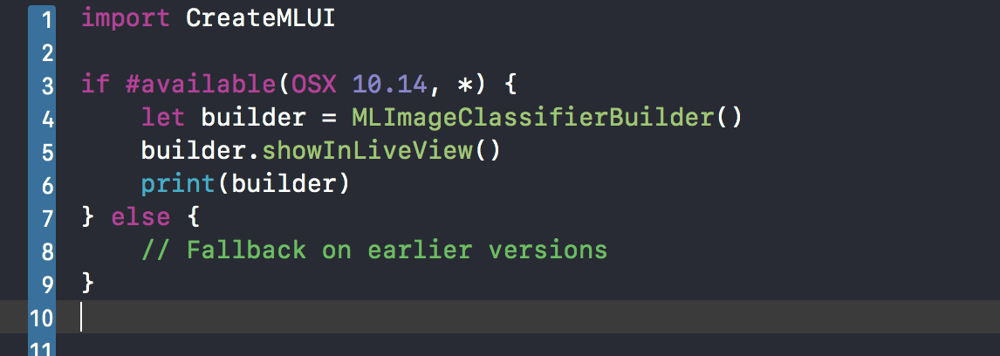 1 import CreateMLUI
2
3 if #available(OSX 10.14, *) {
4     let builder = MLImageClassifierBuilder()
5     builder.showInLiveView()
6     print(builder)
7 } else {
8     // Fallback on earlier versions
9 }
10
11